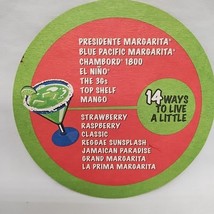 PRESIDENTE MARGARITA®
BLUE PACIFIC MARGARITA®
CHAMBORD® 1800
EL NIÑO®
THE 3Gs
TOP SHELF
MANGO
14 WAYS
TO LIVE
A LITTLE
STRAWBERRY
RASPBERRY
CLASSIC
REGGAE SUNSPLASH
JAMAICAN PARADISE
GRAND MARGARITA
LA PRIMA MARGARITA